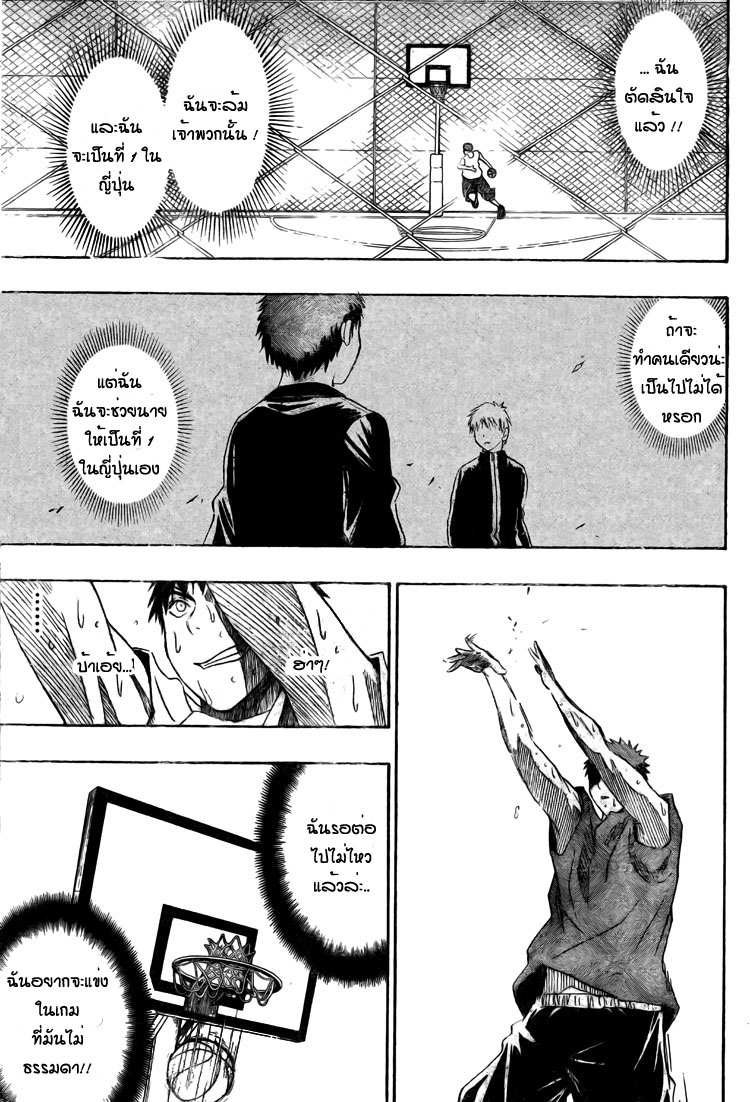 ... ฉัน
ตัดสินใจ
แล้ว !!
ฉันจะล้ม
เจ้าพวกนั้น !
และฉัน
จะเป็นที่ 1 ใน
ญี่ปุ่น
ถ้าจะ
ทำคนเดียวน่ะ
เป็นไปไม่ได้
หรอก
แต่ฉัน
ฉันจะช่วยนาย
ให้เป็นที่ 1
ในญี่ปุ่นเอง
ฮ่าๆ!
บ้าเอ้ย...!
ฉันรอต่อ
ไปไม่ไหว
แล้วล่ะ..
ฉันอยากจะแข่ง
ในเกม
ที่มันไม่
ธรรมดา!!